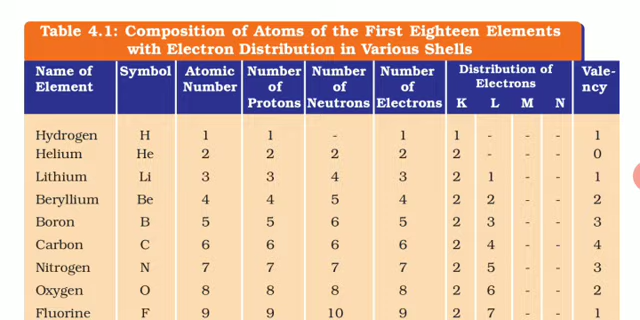 Table 4.1: Composition of Atoms of the First Eighteen Elements
with Electron Distribution in Various Shells
Name of Element Symbol Atomic Number Number of Protons Number of Neutrons Number of Electrons Distribution of Electrons K L M N Vale-ncy
Hydrogen H 1 1 - 1 1 - - - 1
Helium He 2 2 2 2 2 - - - 0
Lithium Li 3 3 4 3 2 1 - - 1
Beryllium Be 4 4 5 4 2 2 - - 2
Boron B 5 5 6 5 2 3 - - 3
Carbon C 6 6 6 6 2 4 - - 4
Nitrogen N 7 7 7 7 2 5 - - 3
Oxygen O 8 8 8 8 2 6 - - 2
Fluorine F 9 9 10 9 2 7 - - 1